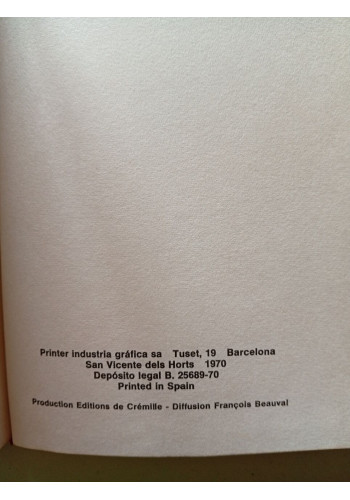 Printer industria gráfica sa Tuset, 19 Barcelona
San Vicente dels Horts 1970
Depósito legal B. 25689-70
Printed in Spain
Production Editions de Crémille - Diffusion François Beauval